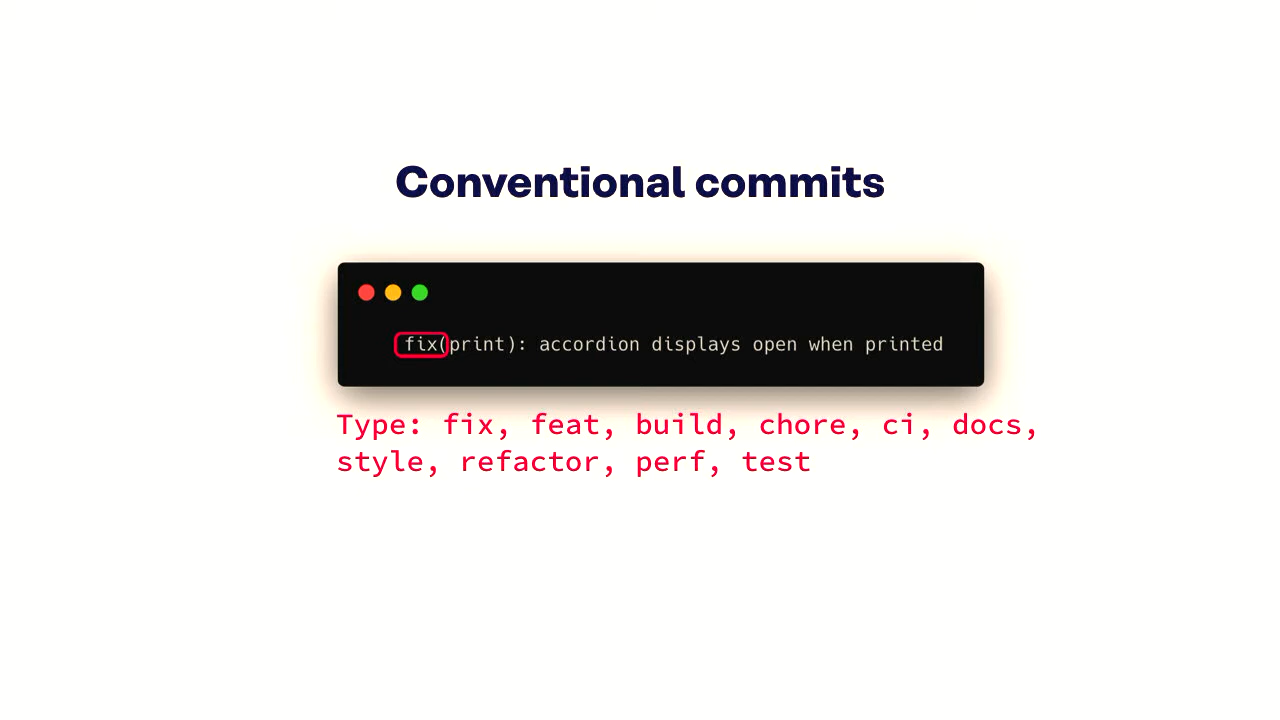 Conventional commits
fix(print): accordion displays open when printed
Type: fix, feat, build, chore, ci, docs,
style, refactor, perf, test